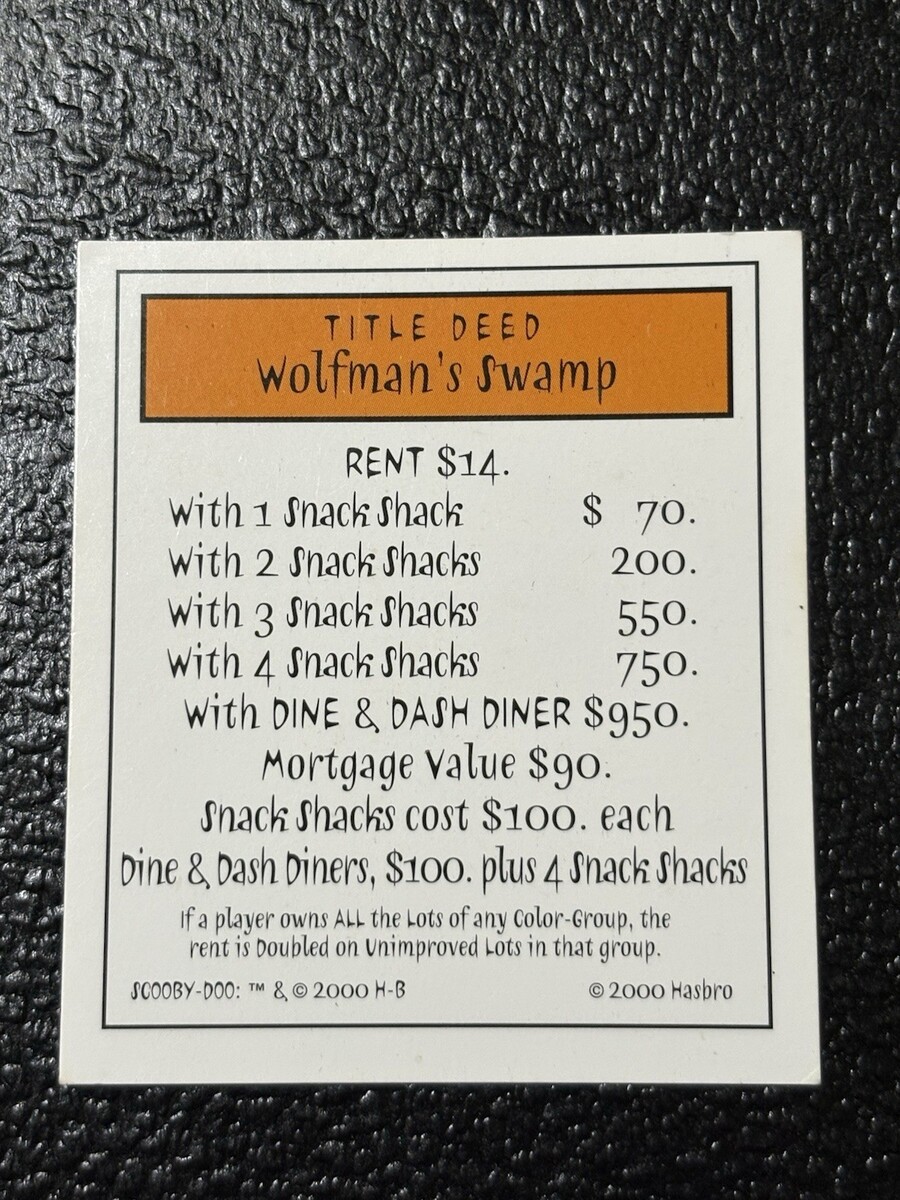 TITLE DEED
Wolfman's Swamp
RENT $14.
With 1 Snack Shack $ 70.
With 2 Snack Shacks 200.
With 3 Snack Shacks 550.
With 4 Snack Shacks 750.
With DINE & DASH DINER $950.
Mortgage Value $90.
Snack Shacks cost $100. each
Dine & Dash Diners, $100. plus 4 Snack Shacks
If a player owns ALL the Lots of any Color-Group, the
rent is Doubled on Unimproved Lots in that group.
SCOOBY-DOO: ™ & © 2000 H-B © 2000 Hasbro